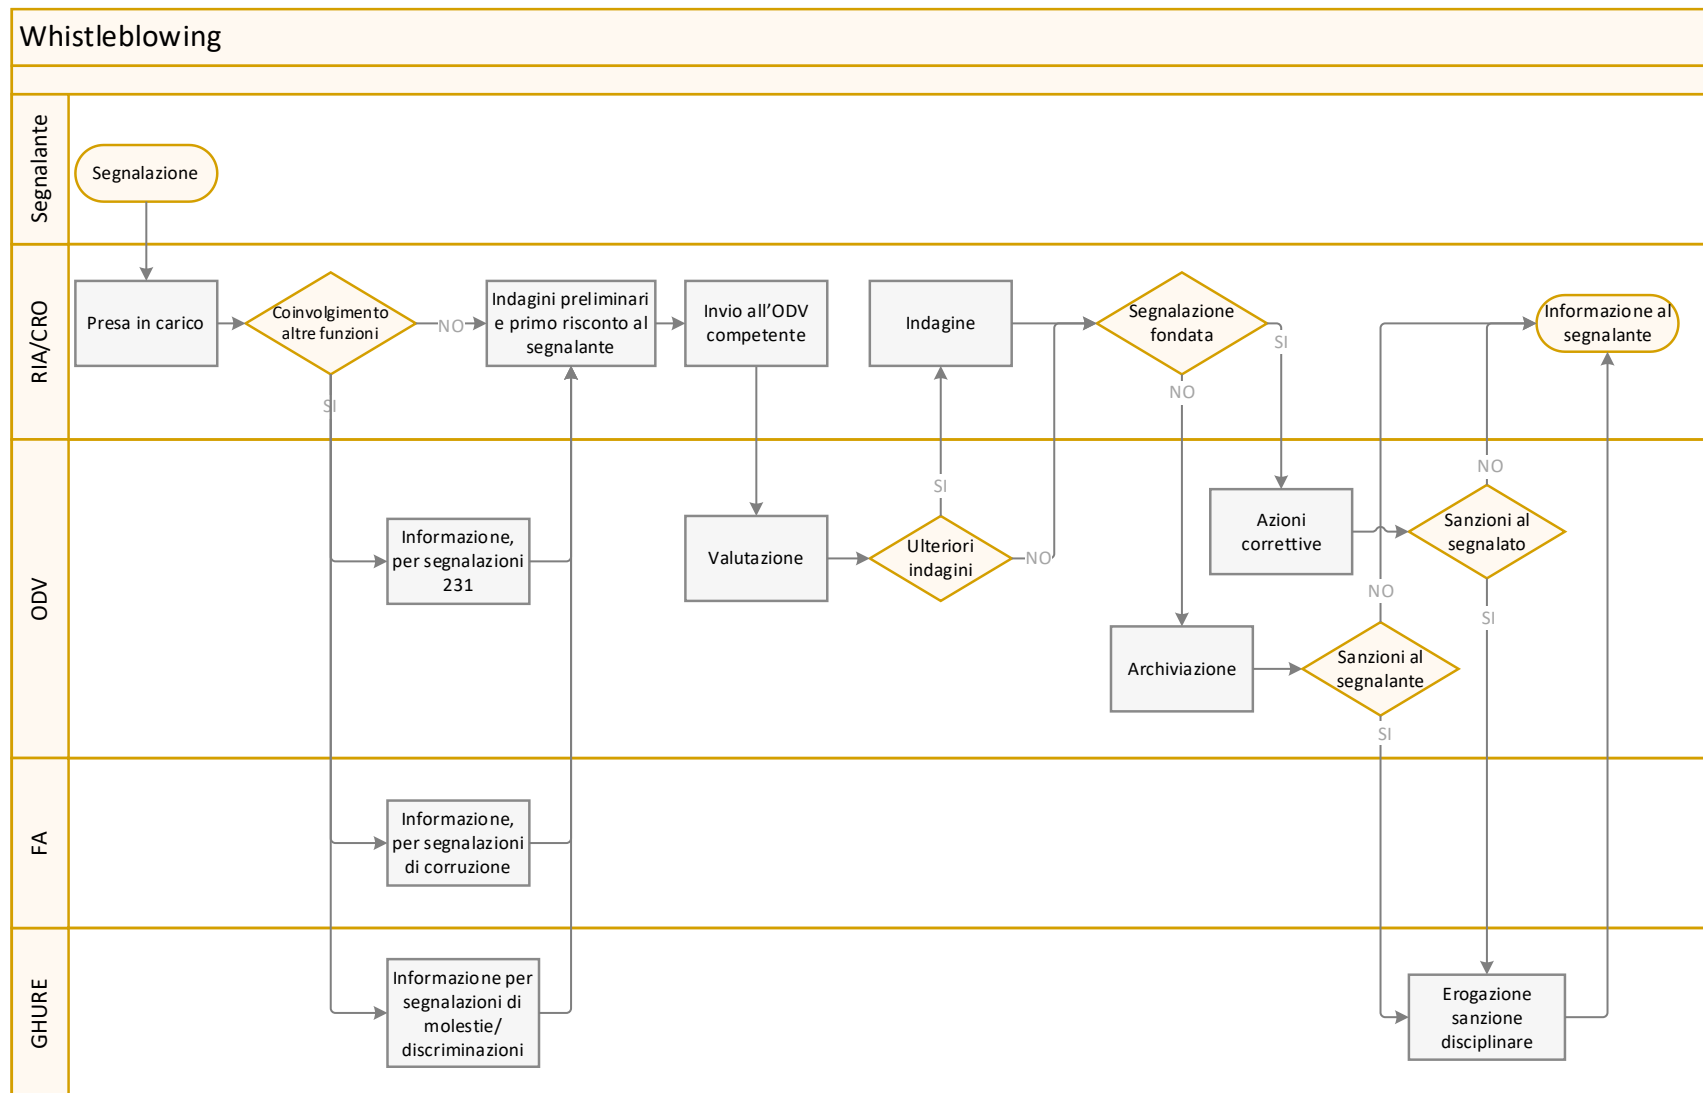 Whistleblowing
Segnalante
Segnalazione
RIA/CRO
Presa in carico
Coinvolgimento
altre funzioni
NO
SI
Indagini preliminari
e primo risconto al
segnalante
Invio all’ODV
competente
Indagine
Segnalazione
fondata
SI
NO
Informazione al
segnalante
ODV
Informazione,
per segnalazioni
231
Valutazione
Ulteriori
indagini
SI
NO
Azioni
correttive
Sanzioni al
segnalato
NO
SI
Archiviazione
Sanzioni al
segnalante
NO
SI
FA
Informazione,
per segnalazioni
di corruzione
GHURE
Informazione per
segnalazioni di
molestie/
discriminazioni
Erogazione
sanzione
disciplinare